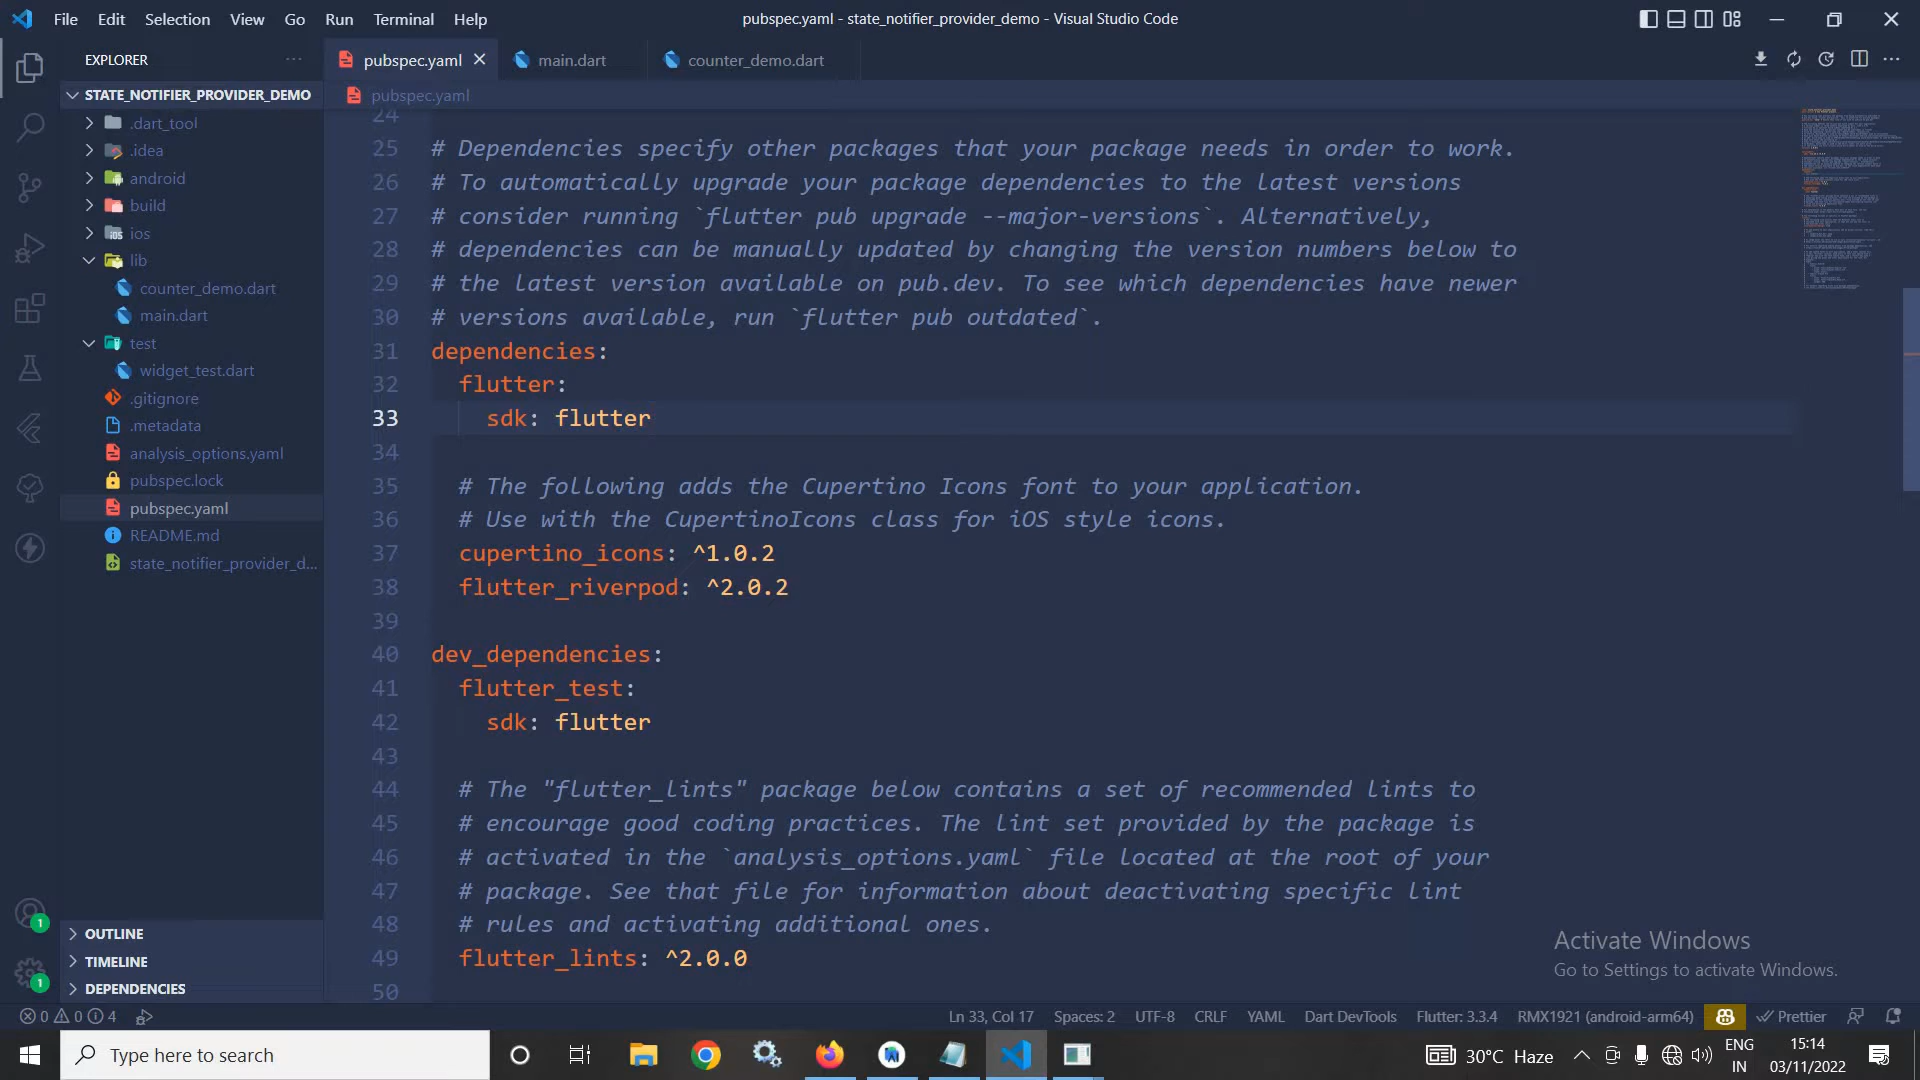 File Edit Selection View Go Run Terminal Help
pubspec.yaml - state_notifier_provider_demo - Visual Studio Code
EXPLORER
STATE_NOTIFIER_PROVIDER_DEMO
.dart_tool
.idea
android
build
ios
lib
counter_demo.dart
main.dart
test
widget_test.dart
.gitignore
.metadata
analysis_options.yaml
pubspec.lock
pubspec.yaml
README.md
state_notifier_provider_d...
OUTLINE
TIMELINE
DEPENDENCIES
1
1
pubspec.yaml main.dart counter_demo.dart
pubspec.yaml
24
25 # Dependencies specify other packages that your package needs in order to work.
26 # To automatically upgrade your package dependencies to the latest versions
27 # consider running `flutter pub upgrade --major-versions`. Alternatively,
28 # dependencies can be manually updated by changing the version numbers below to
29 # the latest version available on pub.dev. To see which dependencies have newer
30 # versions available, run `flutter pub outdated`.
31 dependencies:
32 flutter:
33 sdk: flutter
34
35 # The following adds the Cupertino Icons font to your application.
36 # Use with the CupertinoIcons class for iOS style icons.
37 cupertino_icons: ^1.0.2
38 flutter_riverpod: ^2.0.2
39
40 dev_dependencies:
41 flutter_test:
42 sdk: flutter
43
44 # The "flutter_lints" package below contains a set of recommended lints to
45 # encourage good coding practices. The lint set provided by the package is
46 # activated in the `analysis_options.yaml` file located at the root of your
47 # package. See that file for information about deactivating specific lint
48 # rules and activating additional ones.
49 flutter_lints: ^2.0.0
50
Activate Windows
Go to Settings to activate Windows.
0 0 4 Ln 33, Col 17 Spaces: 2 UTF-8 CRLF YAML Dart DevTools Flutter: 3.3.4 RMX1921 (android-arm64) Prettier
Type here to search
30°C Haze
ENG
IN
15:14
03/11/2022